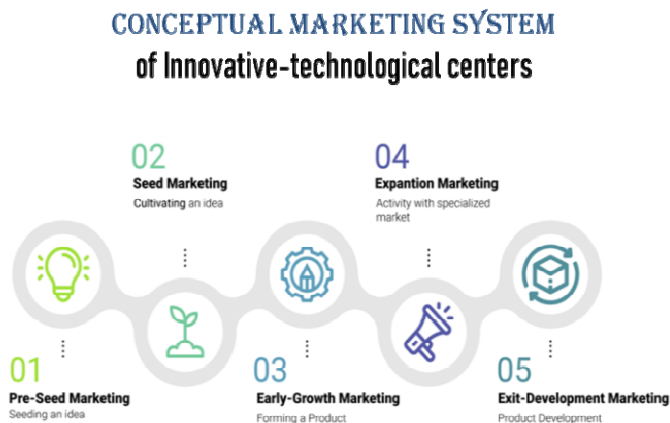 CONCEPTUAL MARKETING SYSTEM
of Innovative-technological centers
02
Seed Marketing
Cultivating an idea
04
Expantion Marketing
Activity with specialized
market
01
Pre-Seed Marketing
Seeding an idea
03
Early-Growth Marketing
Forming a Product
05
Exit-Development Marketing
Product Development